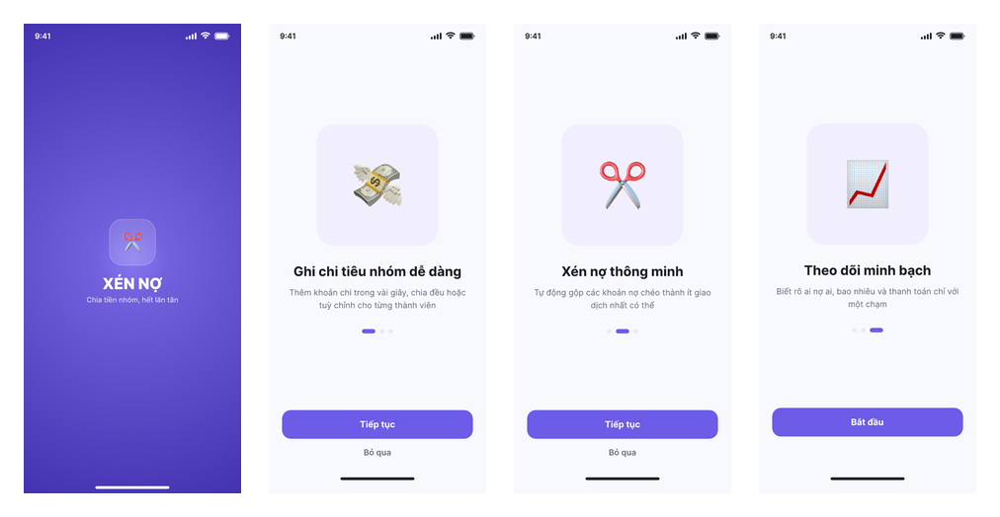 9:41
XÉN NỢ
Chia tiền nhóm, hết lăn tăn
9:41
$
Ghi chi tiêu nhóm dễ dàng
Thêm khoản chi trong vài giây, chia đều hoặc
tuỳ chỉnh cho từng thành viên
Tiếp tục
Bỏ qua
9:41
Xén nợ thông minh
Tự động gộp các khoản nợ chéo thành ít giao
dịch nhất có thể
Tiếp tục
Bỏ qua
9:41
Theo dõi minh bạch
Biết rõ ai nợ ai, bao nhiêu và thanh toán chỉ với
một chạm
Bắt đầu